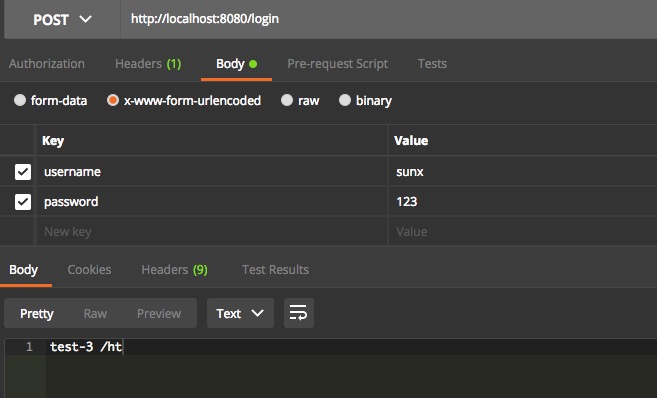 POST http://localhost:8080/login
Authorization Headers (1) Body Pre-request Script Tests
form-data x-www-form-urlencoded raw binary
Key Value
username sunx
password 123
New key Value
Body Cookies Headers (9) Test Results
Pretty Raw Preview Text
1 test-3 /ht